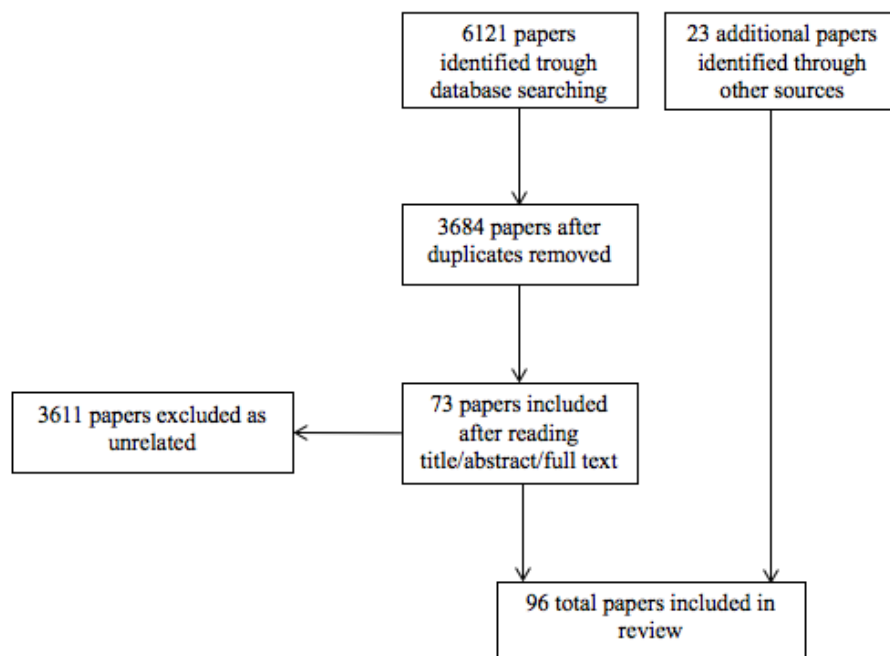 6121 papers
identified trough
database searching
23 additional papers
identified through
other sources
3684 papers after
duplicates removed
3611 papers excluded as
unrelated
73 papers included
after reading
title/abstract/full text
96 total papers included in
review